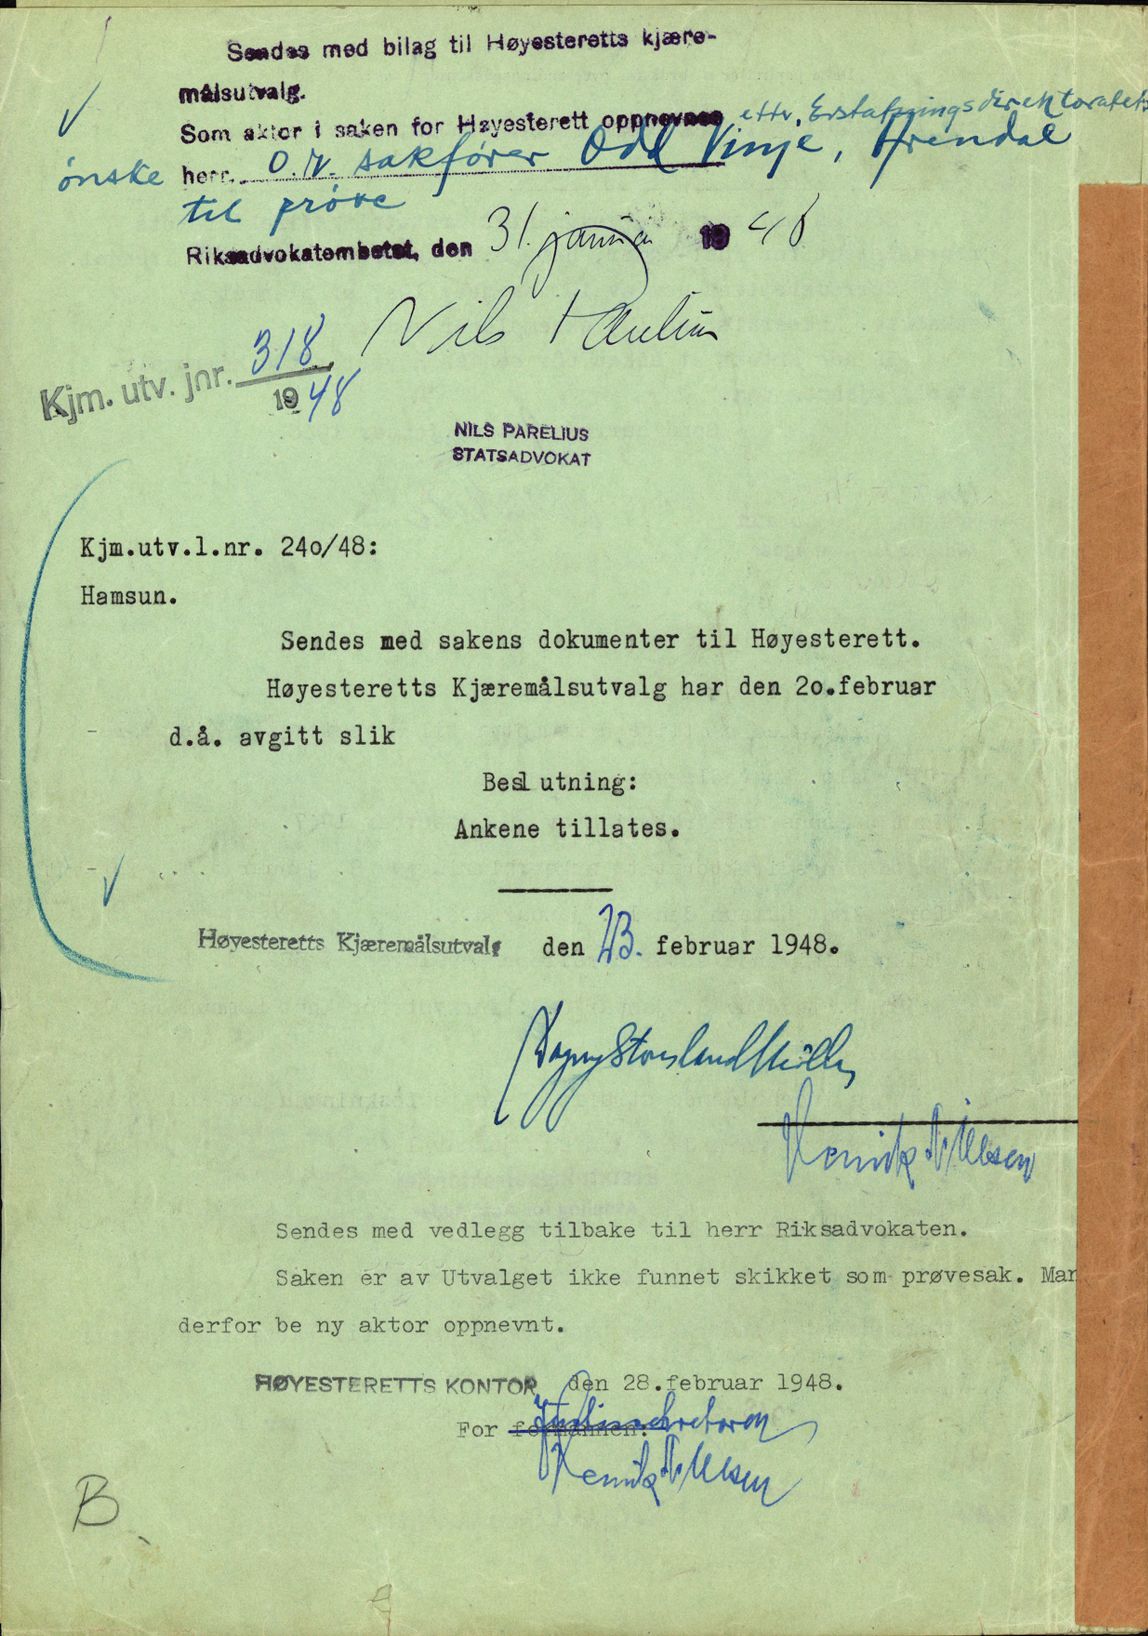 Sendes med bilag til Høyesteretts kjære-
målsutvalg.
Som aktor i saken for Høyesterett oppnevnes etter Erstatningsdirektoratets
ønske herr. O.r. sakfører Odd Vinje, Arendal
til prøve
Riksadvokatembetet, den 31. januar 1948
Nils Parelius
Kjm. utv. jnr. 318
1948
NILS PARELIUS
STATSADVOKAT
Kjm.utv.l.nr. 24o/48:
Hamsun.
Sendes med sakens dokumenter til Høyesterett.
Høyesteretts Kjæremålsutvalg har den 2o.februar
d.å. avgitt slik
Beslutning:
Ankene tillates.
Høyesteretts Kjæremålsutvalg den 23. februar 1948.
Henrik
Sendes med vedlegg tilbake til herr Riksadvokaten.
Saken er av Utvalget ikke funnet skikket som prøvesak. Man
derfor be ny aktor oppnevnt.
HØYESTERETTS KONTOR, den 28.februar 1948.
For formannen: Justissekretæren
Henrik
B